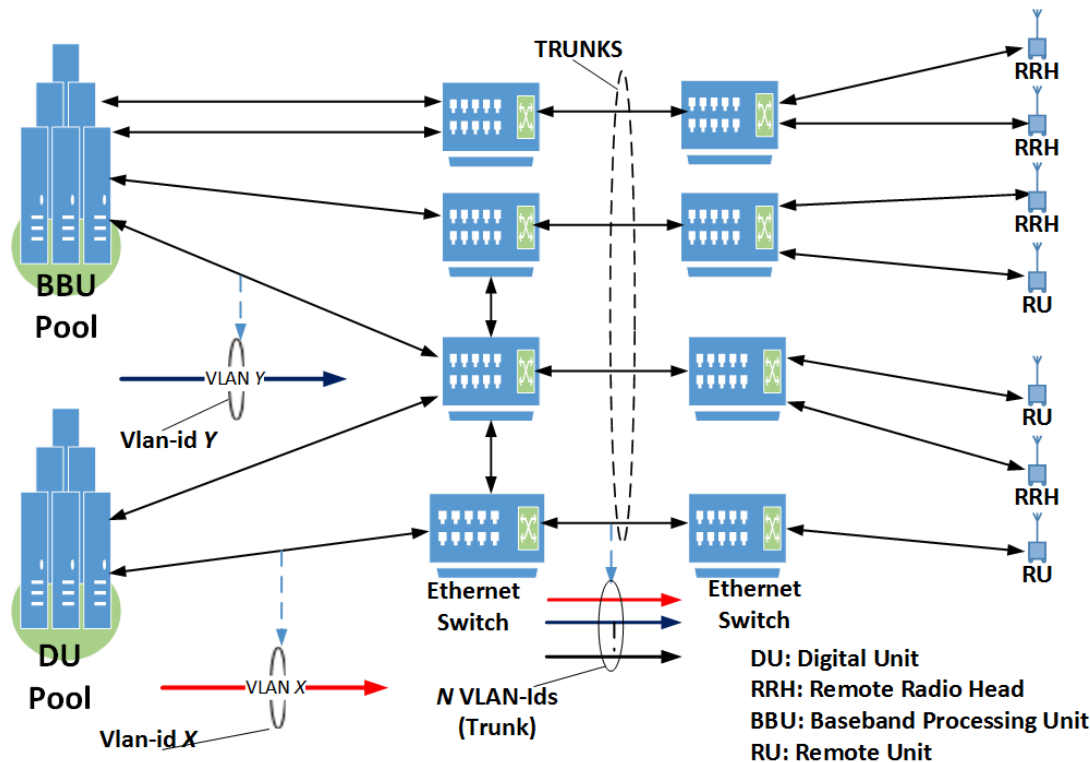 TRUNKS
RRH
RRH
RRH
RU
BBU
Pool
VLAN Y
Vlan-id Y
RU
RRH
RU
DU
Pool
VLAN X
Vlan-id X
Ethernet
Switch
Ethernet
Switch
N VLAN-Ids
(Trunk)
DU: Digital Unit
RRH: Remote Radio Head
BBU: Baseband Processing Unit
RU: Remote Unit